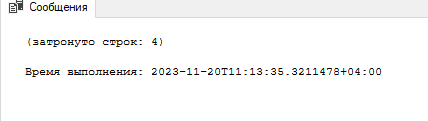 Сообщения
(затронуто строк: 4)
Время выполнения: 2023-11-20T11:13:35.3211478+04:00